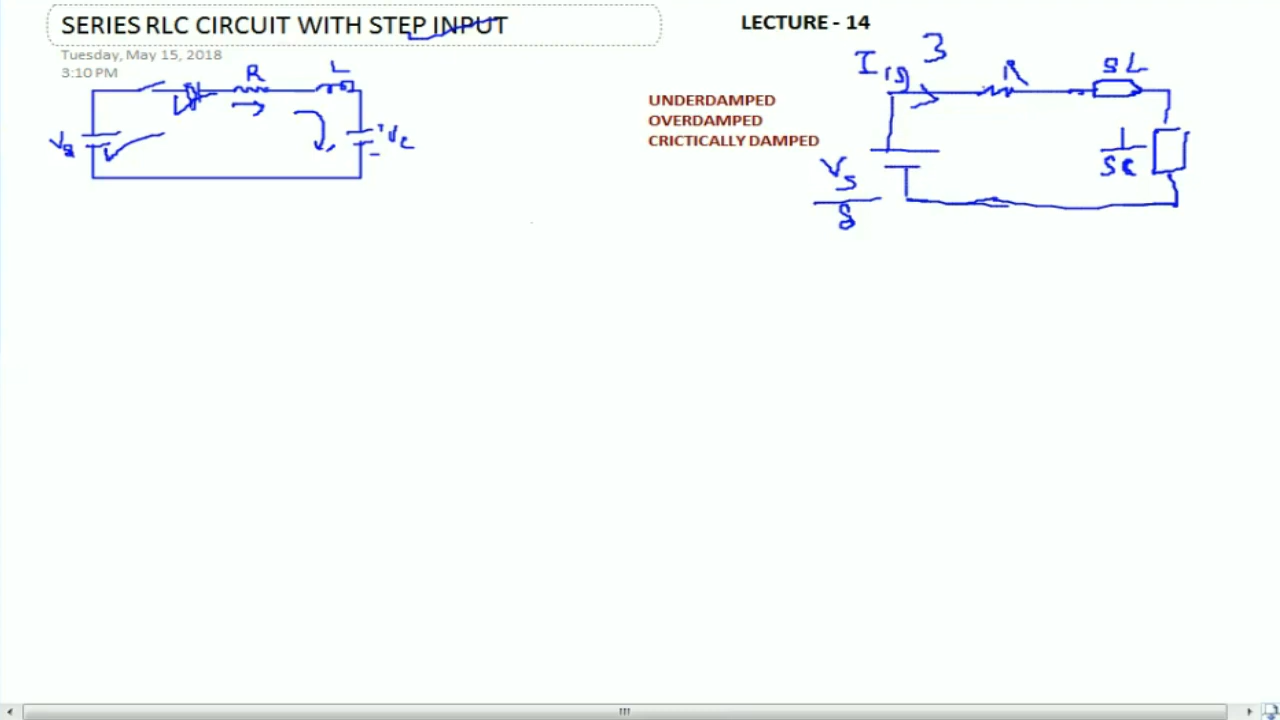 SERIES RLC CIRCUIT WITH STEP INPUT
LECTURE - 14
Tuesday, May 15, 2018
3:10 PM
UNDERDAMPED
OVERDAMPED
CRICTICALLY DAMPED
R
L
Vs
Vc
I(s)
R
SL
1
SC
Vs
S